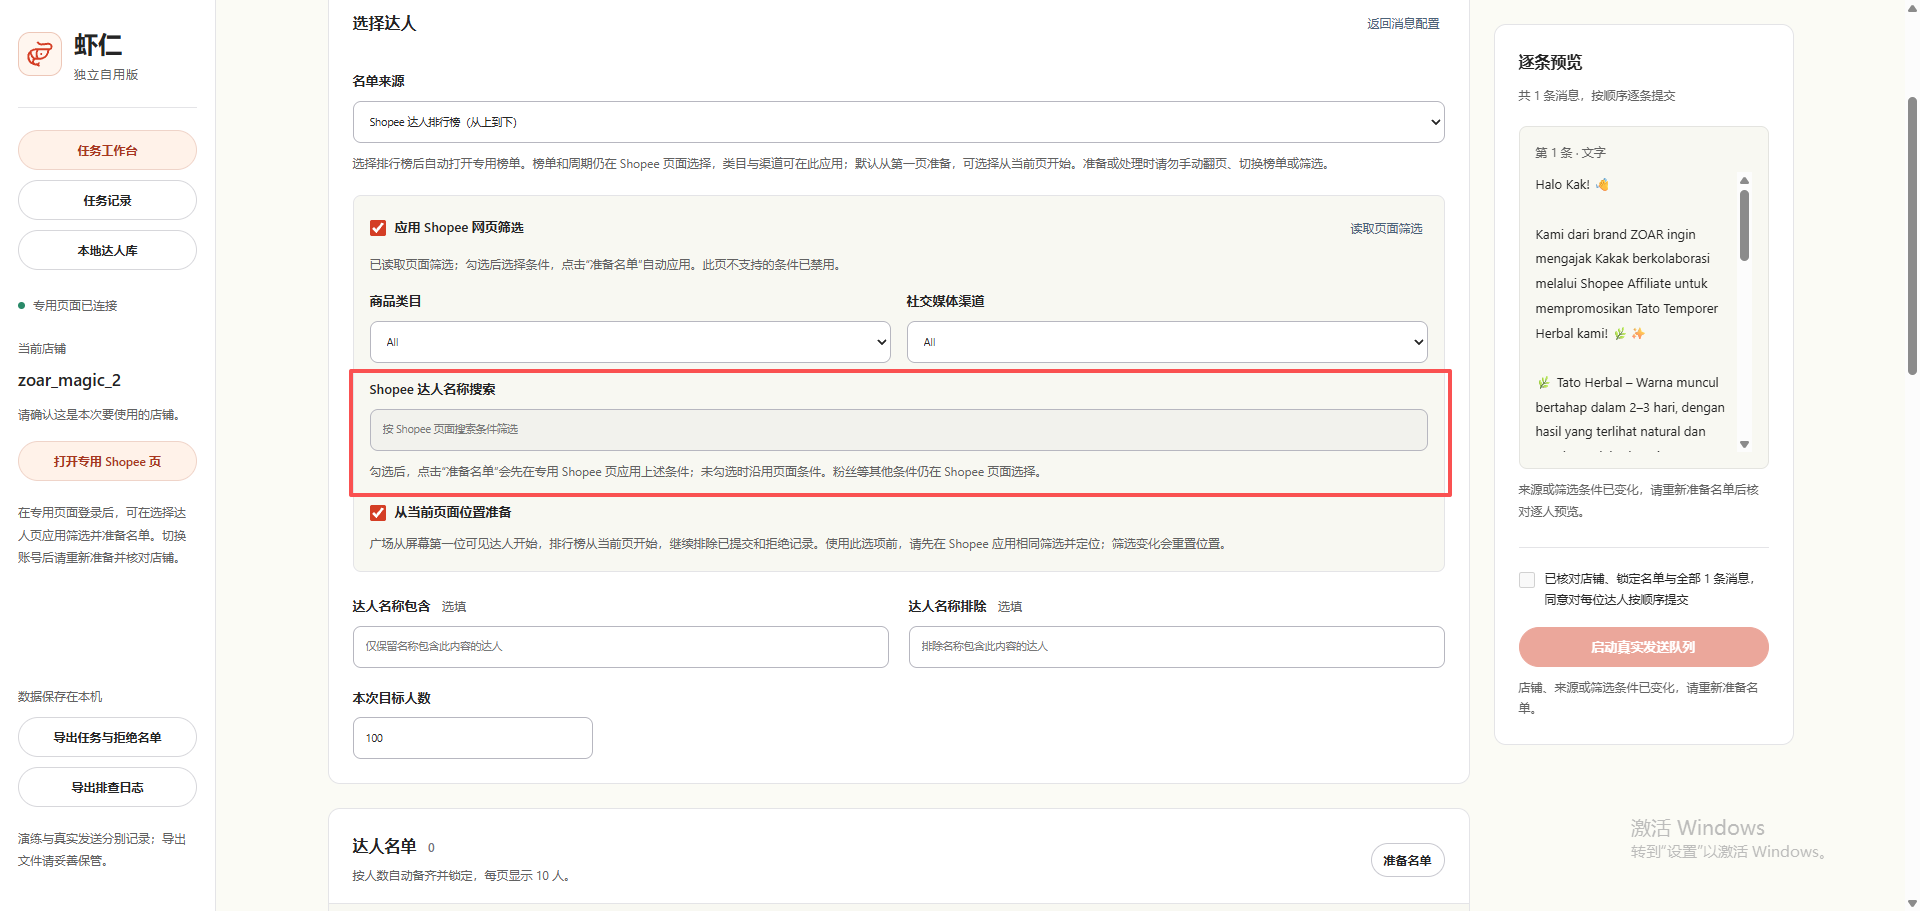 虾仁
独立自用版
任务工作台
任务记录
本地达人库
专用页面已连接
当前店铺
zoar_magic_2
请确认这是本次要使用的店铺。
打开专用 Shopee 页
在专用页面登录后，可在选择达
人页应用筛选并准备名单。切换
账号后请重新准备并核对店铺。
数据保存在本机
导出任务与拒绝名单
导出排查日志
演练与真实发送分别记录；导出
文件请妥善保管。
选择达人
返回消息配置
名单来源
Shopee 达人排行榜（从上到下）
选择排行榜后自动打开专用榜单。榜单和周期仍在 Shopee 页面选择，类目与渠道可在此应用；默认从第一页准备，可选择从当前页开始。准备或处理时请勿手动翻页、切换榜单或筛选。
应用 Shopee 网页筛选
读取页面筛选
已读取页面筛选；勾选后选择条件，点击“准备名单”自动应用。此页不支持的条件已禁用。
商品类目
社交媒体渠道
All
All
Shopee 达人名称搜索
按 Shopee 页面搜索条件筛选
勾选后，点击“准备名单”会先在专用 Shopee 页应用上述条件；未勾选时沿用页面条件。粉丝等其他条件仍在 Shopee 页面选择。
从当前页面位置准备
广场从屏幕第一位可见达人开始，排行榜从当前页开始，继续排除已提交和拒绝记录。使用此选项前，请先在 Shopee 应用相同筛选并定位；筛选变化会重置位置。
达人名称包含 选填
达人名称排除 选填
仅保留名称包含此内容的达人
排除名称包含此内容的达人
本次目标人数
100
达人名单 0
按人数自动备齐并锁定，每页显示 10 人。
准备名单
逐条预览
共 1 条消息，按顺序逐条提交
第 1 条 · 文字
Halo Kak! 👋
Kami dari brand ZOAR ingin
mengajak Kakak berkolaborasi
melalui Shopee Affiliate untuk
mempromosikan Tato Temporer
Herbal kami! 🌿 ✨
🌿 Tato Herbal – Warna muncul
bertahap dalam 2–3 hari, dengan
hasil yang terlihat natural dan
来源或筛选条件已变化，请重新准备名单后核
对逐人预览。
已核对店铺、锁定名单与全部 1 条消息，
同意对每位达人按顺序提交
启动真实发送队列
店铺、来源或筛选条件已变化，请重新准备名
单。
激活 Windows
转到“设置”以激活 Windows。